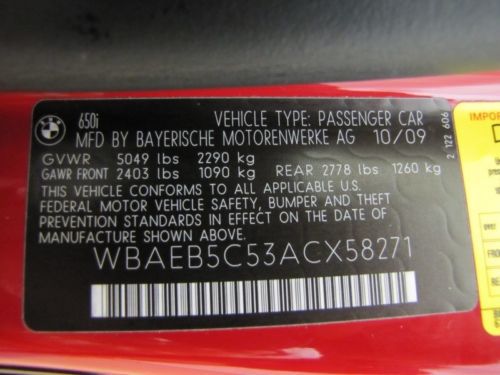 BMW
650i VEHICLE TYPE: PASSENGER CAR
MFD BY BAYERISCHE MOTORENWERKE AG 10/09
GVWR 5049 lbs 2290 kg
GAWR FRONT 2403 lbs 1090 kg REAR 2778 lbs 1260 kg
THIS VEHICLE CONFORMS TO ALL APPLICABLE U.S.
FEDERAL MOTOR VEHICLE SAFETY, BUMPER AND THEFT
PREVENTION STANDARDS IN EFFECT ON THE DATE OF
MANUFACTURE SHOWN ABOVE.
WBAEB5C53ACX58271
2 122 606